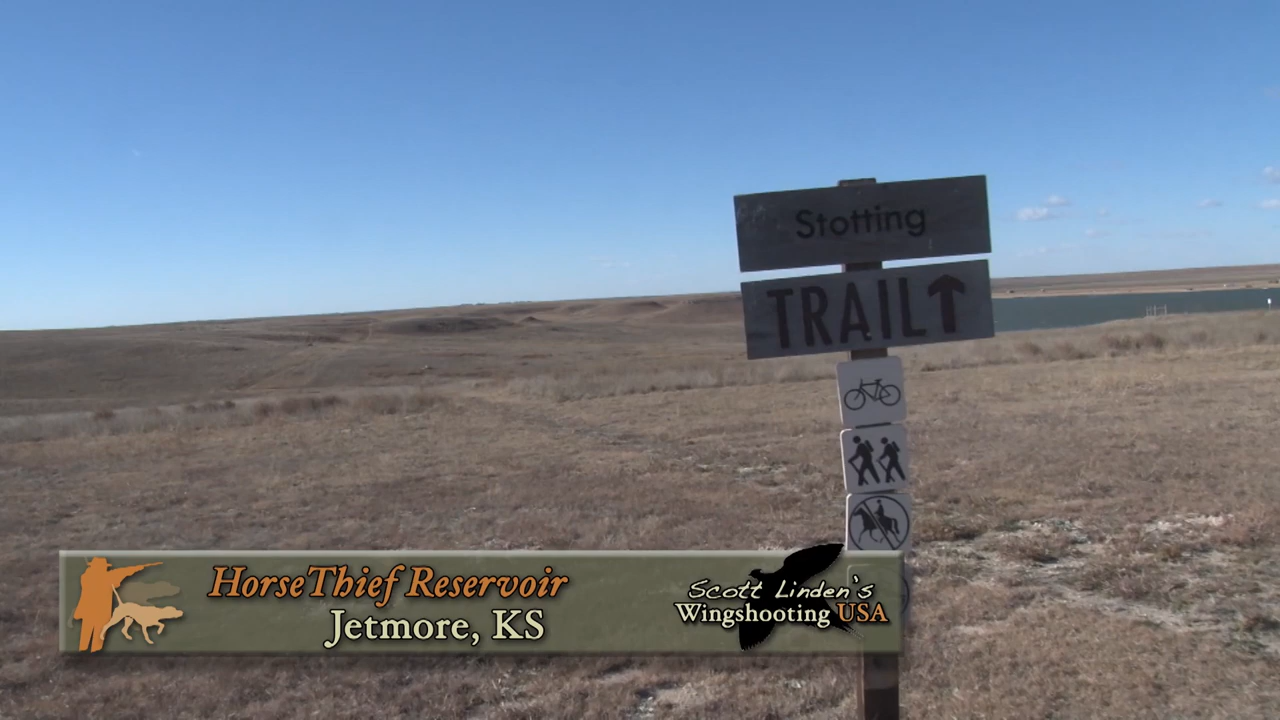 Stotting
TRAIL
HorseThief Reservoir
Jetmore, KS
Scott Linden's
Wingshooting USA